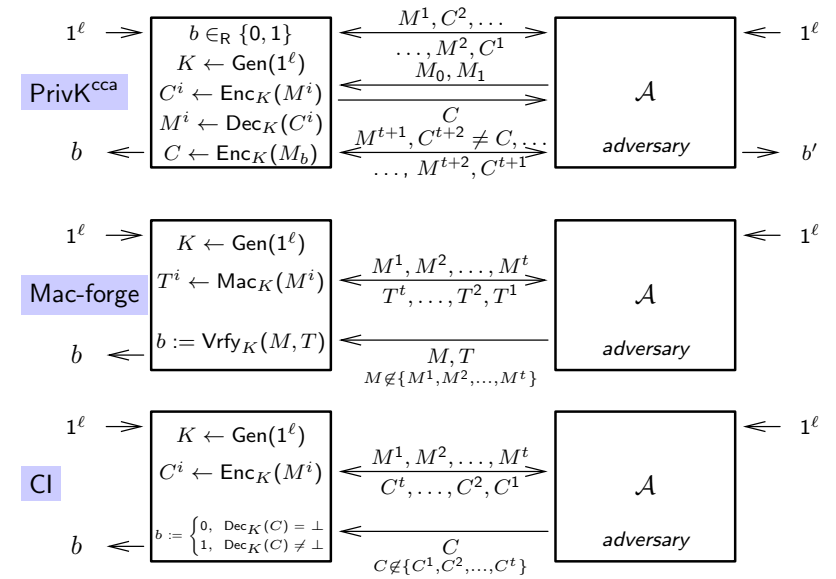 1^ℓ b ∈_R {0, 1} M^1, C^2, . . . 1^ℓ
K ← Gen(1^ℓ) . . . , M^2, C^1
PrivK^cca C^i ← Enc_K(M^i) M_0, M_1 A
M^i ← Dec_K(C^i) C
b C ← Enc_K(M_b) M^{t+1}, C^{t+2} ≠ C, . . . adversary b′
. . . , M^{t+2}, C^{t+1}
1^ℓ K ← Gen(1^ℓ) 1^ℓ
Mac-forge T^i ← Mac_K(M^i) M^1, M^2, . . . , M^t A
T^t, . . . , T^2, T^1
b b := Vrfy_K(M, T) M, T adversary
M∉{M^1,M^2,...,M^t}
1^ℓ K ← Gen(1^ℓ) 1^ℓ
CI C^i ← Enc_K(M^i) M^1, M^2, . . . , M^t A
C^t, . . . , C^2, C^1
b b := { 0, Dec_K(C) = ⊥ C adversary
1, Dec_K(C) ≠ ⊥ C∉{C^1,C^2,...,C^t}